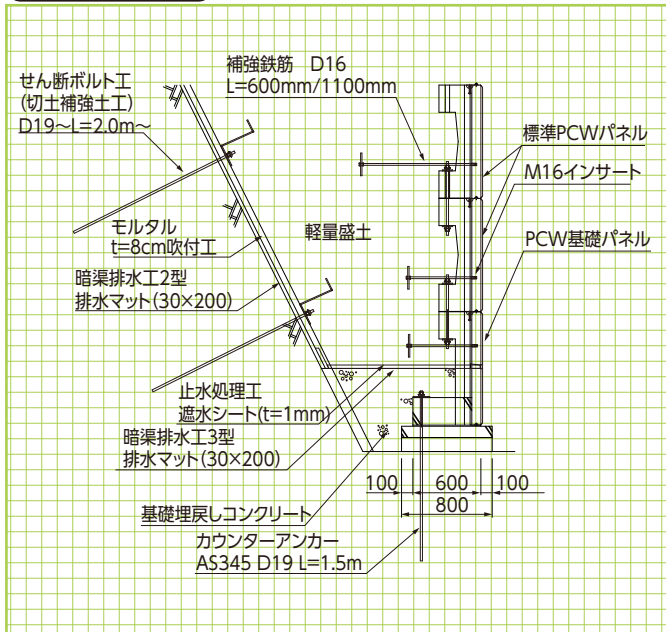 せん断ボルト工
(切土補強土工)
D19～L=2.0m～
補強鉄筋 D16
L=600mm/1100mm
標準PCWパネル
M16インサート
PCW基礎パネル
モルタル
t=8cm吹付工
軽量盛土
暗渠排水工2型
排水マット(30×200)
止水処理工
遮水シート(t=1mm)
暗渠排水工3型
排水マット(30×200)
基礎埋戻しコンクリート
カウンターアンカー
AS345 D19 L=1.5m
100 600 100
800